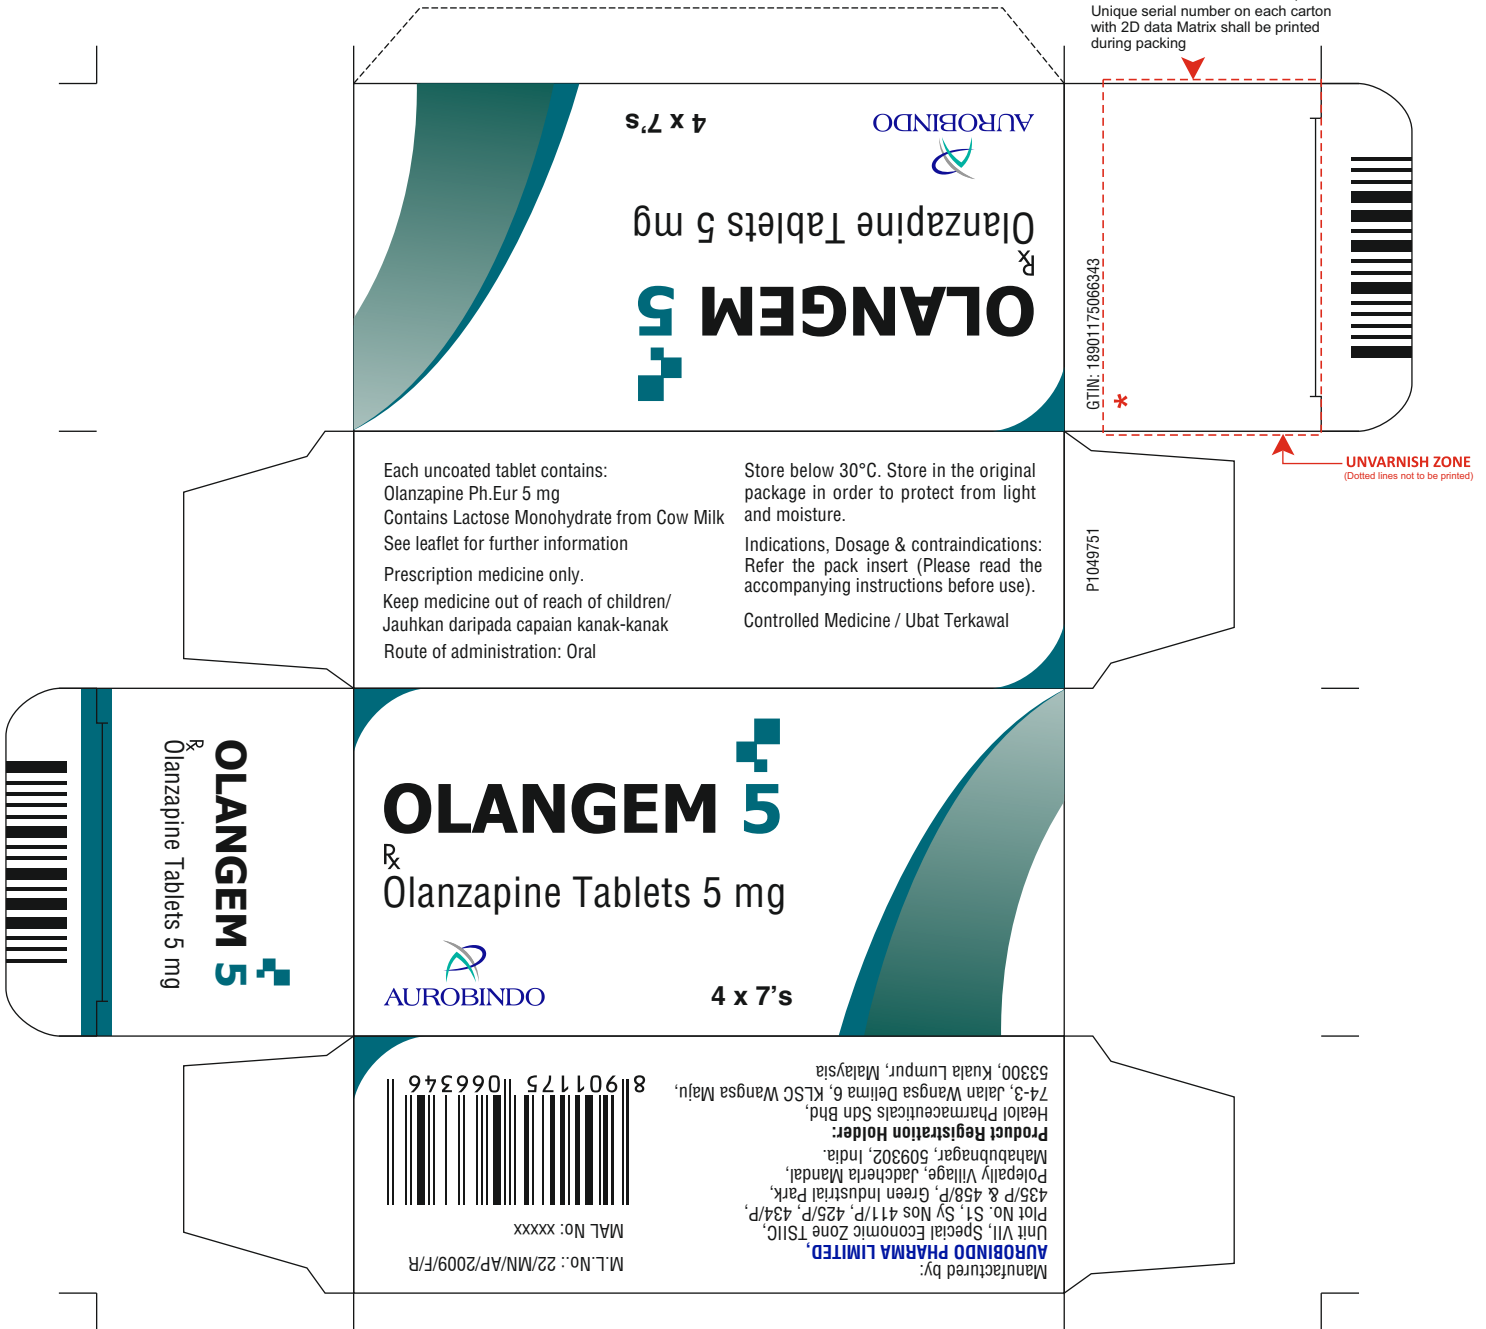 Unique serial number on each carton
with 2D data Matrix shall be printed
during packing
4 x 7's
AUROBINDO
Olanzapine Tablets 5 mg
Rx
OLANGEM 5
GTIN: 18901175066343
*
UNVARNISH ZONE
(Dotted lines not to be printed)
Each uncoated tablet contains:
Olanzapine Ph.Eur 5 mg
Contains Lactose Monohydrate from Cow Milk
See leaflet for further information
Prescription medicine only.
Keep medicine out of reach of children/
Jauhkan daripada capaian kanak-kanak
Route of administration: Oral
Store below 30°C. Store in the original
package in order to protect from light
and moisture.
Indications, Dosage & contraindications:
Refer the pack insert (Please read the
accompanying instructions before use).
Controlled Medicine / Ubat Terkawal
P1049751
OLANGEM 5
Rx
Olanzapine Tablets 5 mg
OLANGEM 5
Rx
Olanzapine Tablets 5 mg
AUROBINDO
4 x 7's
Manufactured by:
AUROBINDO PHARMA LIMITED,
Unit VII, Special Economic Zone TSIIC,
Plot No. S1, Sy Nos 411/P, 425/P, 434/P,
435/P & 458/P, Green Industrial Park,
Polepally Village, Jadcherla Mandal,
Mahabubnagar, 509302, India.
Product Registration Holder:
Healol Pharmaceuticals Sdn Bhd,
74-3, Jalan Wangsa Delima 6, KLSC Wangsa Maju,
53300, Kuala Lumpur, Malaysia
M.L.No.: 22/MN/AP/2009/F/R
MAL No: xxxxx
8 901175 066346